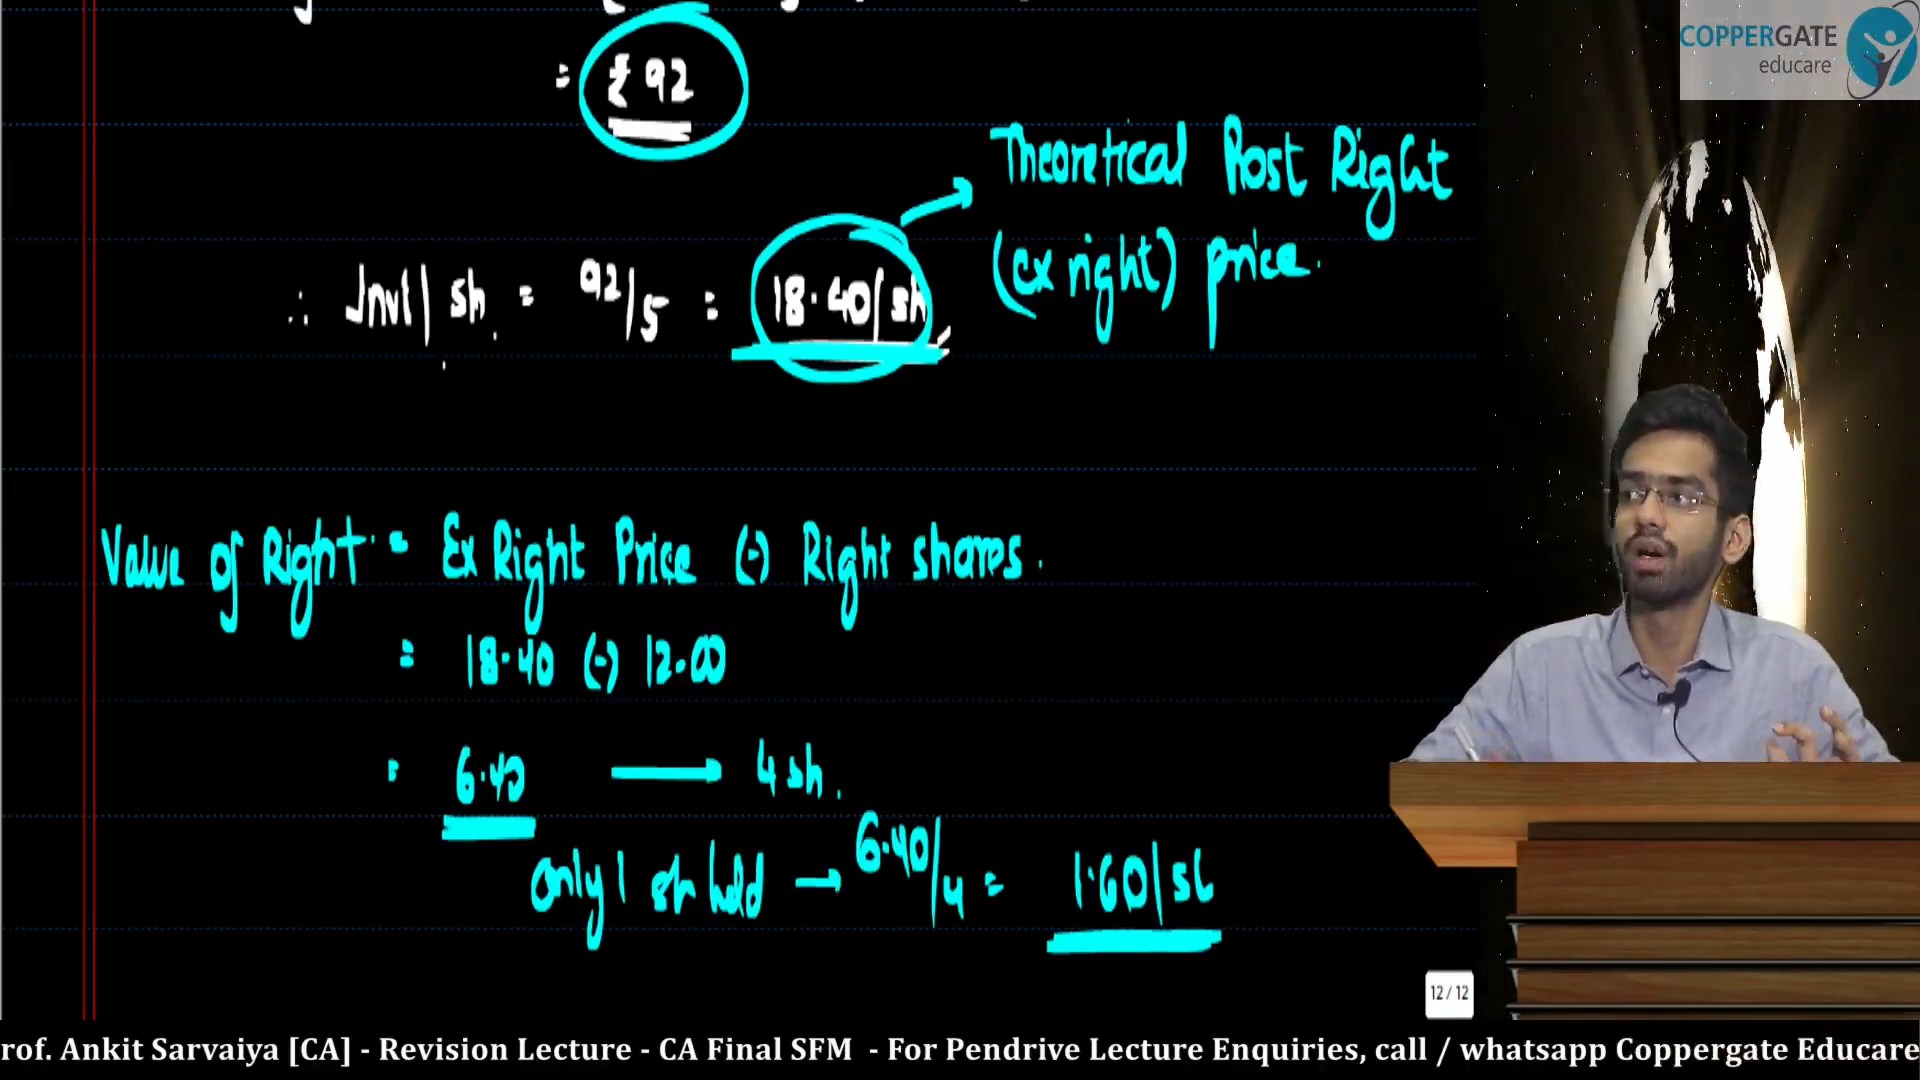 COPPERGATE
educare
= ₹ 92
Theoretical Post Right
(ex right) price.
∴ Invt/sh. = 92/5 = 18.40/sh
Value of Right = Ex Right Price (-) Right shares.
= 18.40 (-) 12.00
= 6.40 → 4 sh.
Only 1 sh held → 6.40/4 = 1.60/sh
12 / 12
rof. Ankit Sarvaiya [CA] - Revision Lecture - CA Final SFM - For Pendrive Lecture Enquiries, call / whatsapp Coppergate Educare